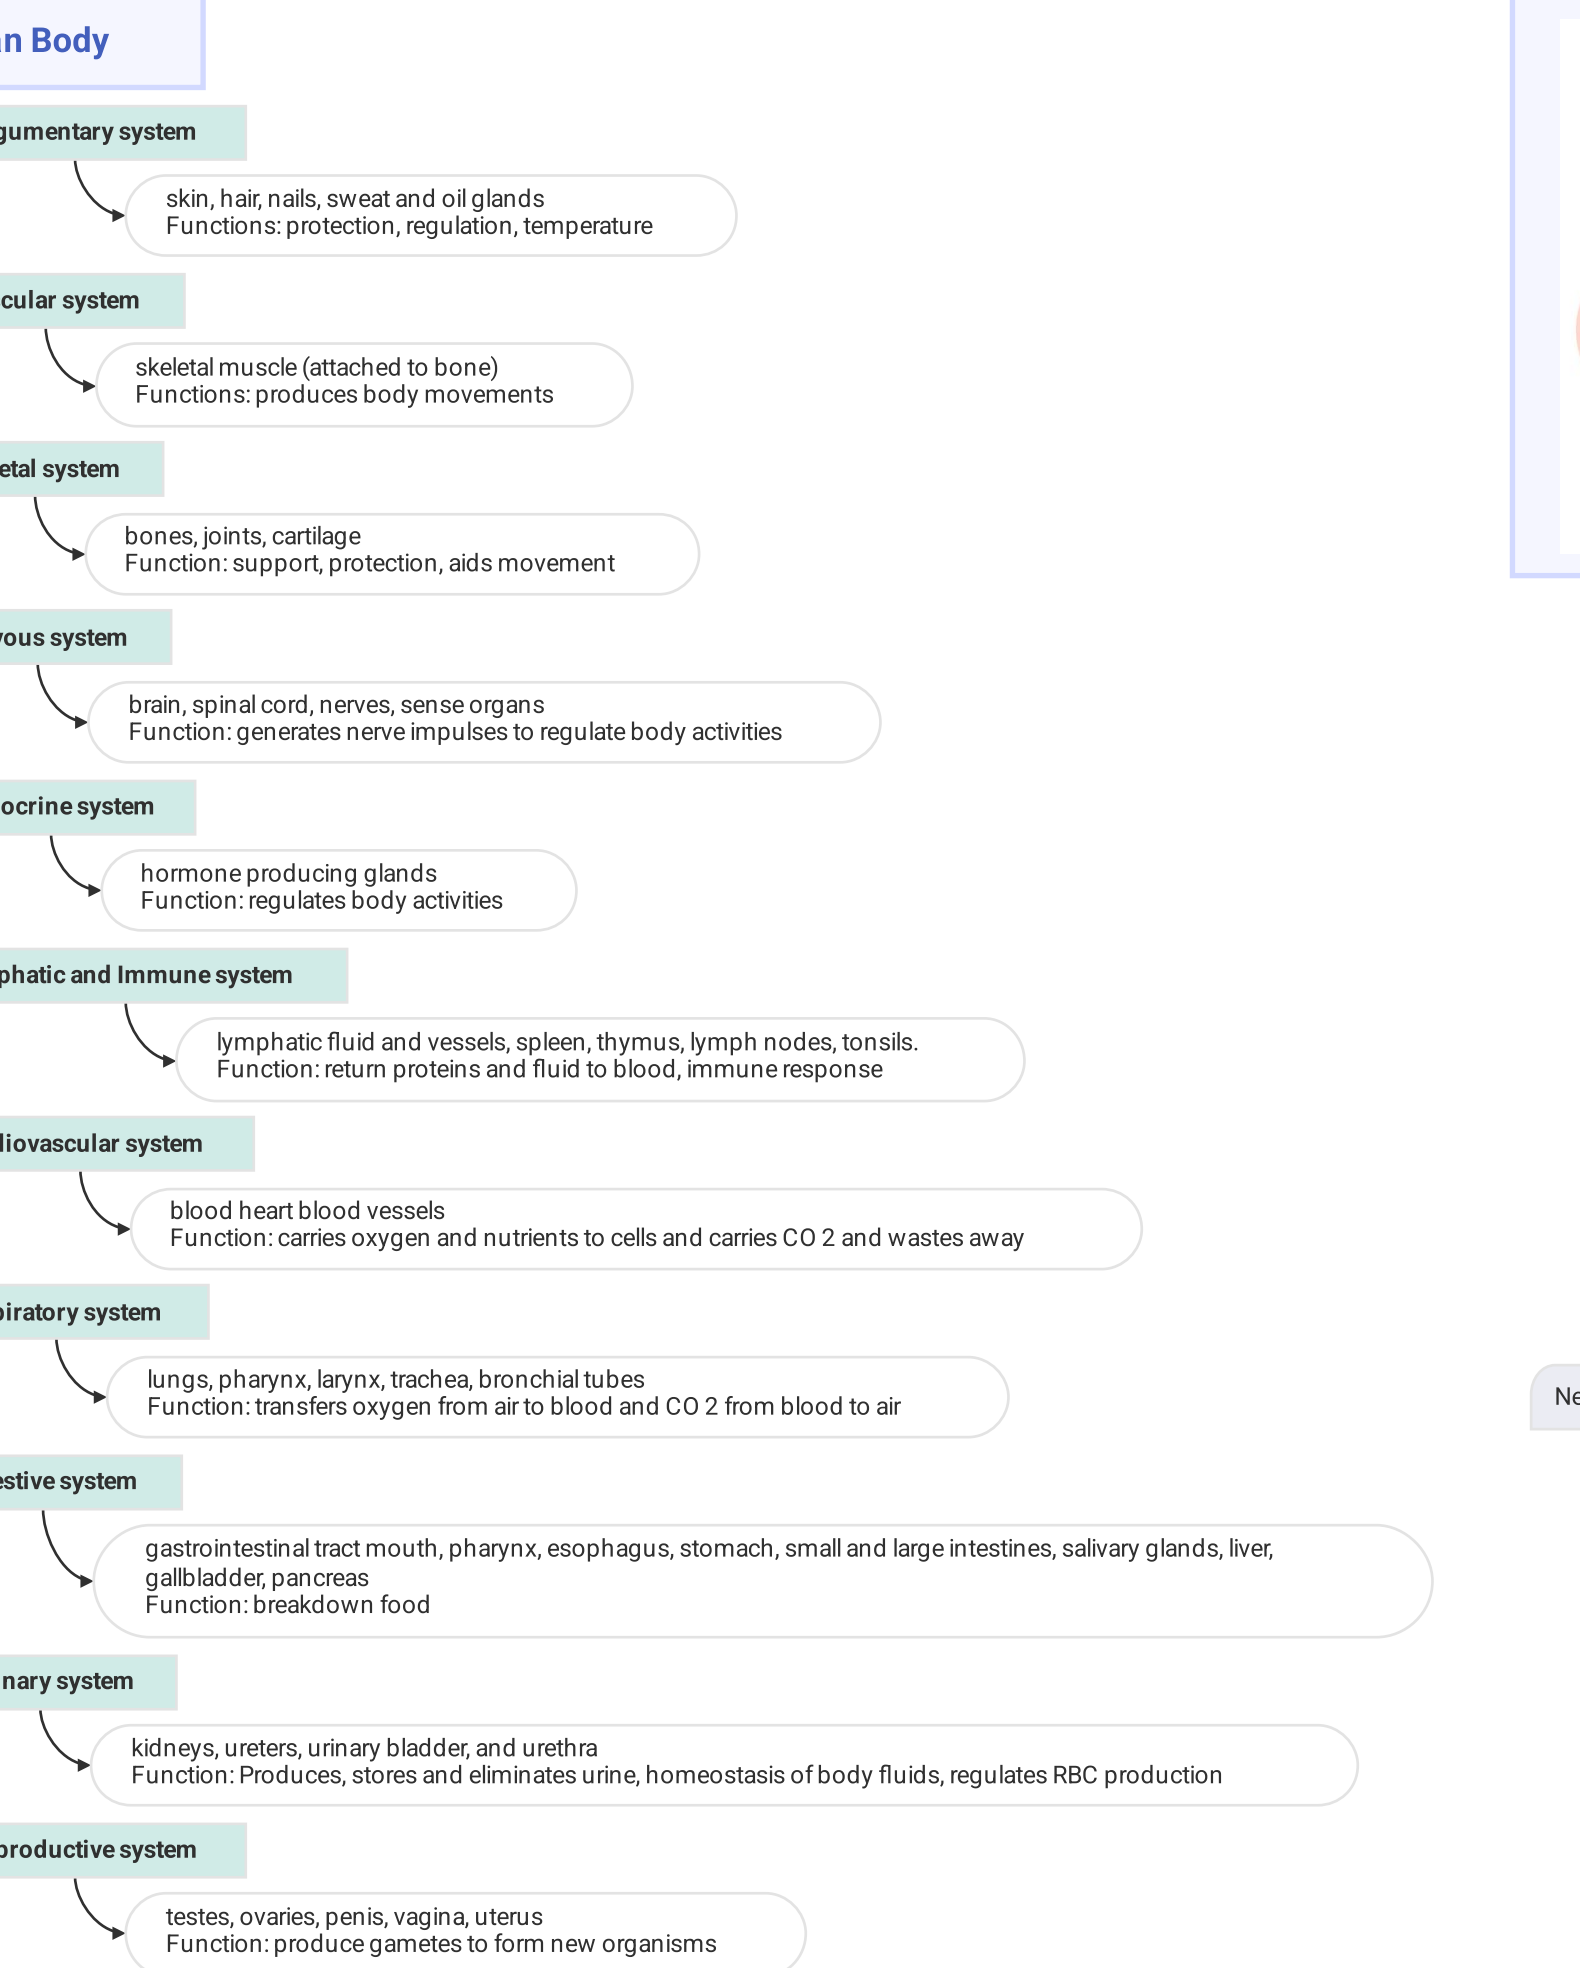 an Body
gumentary system
skin, hair, nails, sweat and oil glands
Functions: protection, regulation, temperature
cular system
skeletal muscle (attached to bone)
Functions: produces body movements
etal system
bones, joints, cartilage
Function: support, protection, aids movement
vous system
brain, spinal cord, nerves, sense organs
Function: generates nerve impulses to regulate body activities
ocrine system
hormone producing glands
Function: regulates body activities
phatic and Immune system
lymphatic fluid and vessels, spleen, thymus, lymph nodes, tonsils.
Function: return proteins and fluid to blood, immune response
diovascular system
blood heart blood vessels
Function: carries oxygen and nutrients to cells and carries CO 2 and wastes away
piratory system
lungs, pharynx, larynx, trachea, bronchial tubes
Function: transfers oxygen from air to blood and CO 2 from blood to air
Ne
estive system
gastrointestinal tract mouth, pharynx, esophagus, stomach, small and large intestines, salivary glands, liver,
gallbladder, pancreas
Function: breakdown food
nary system
kidneys, ureters, urinary bladder, and urethra
Function: Produces, stores and eliminates urine, homeostasis of body fluids, regulates RBC production
productive system
testes, ovaries, penis, vagina, uterus
Function: produce gametes to form new organisms